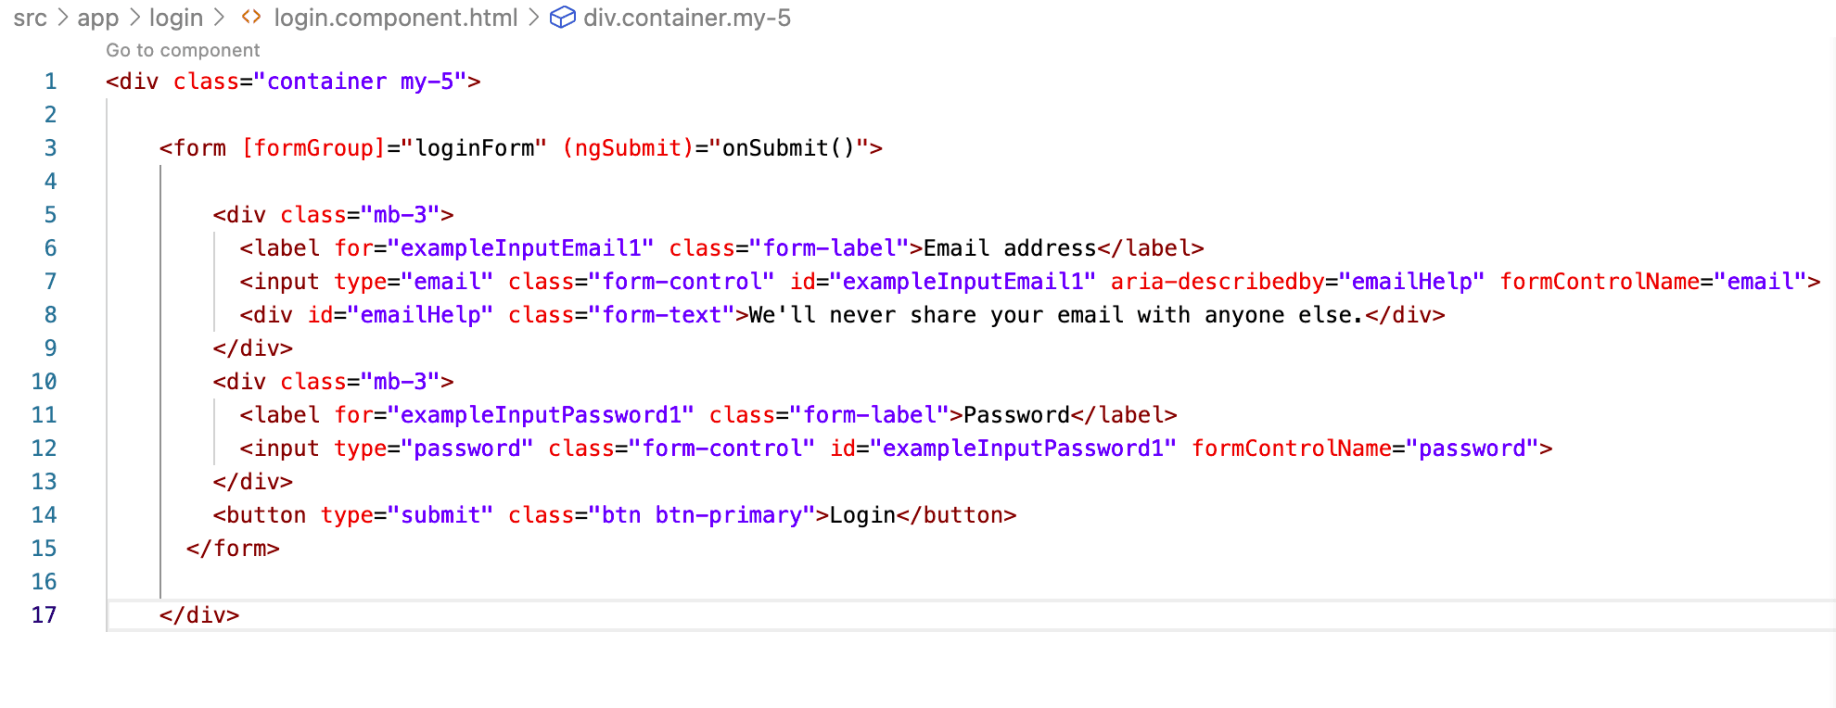 src > app > login > <> login.component.html > div.container.my-5
Go to component
1 <div class="container my-5">
2
3 <form [formGroup]="loginForm" (ngSubmit)="onSubmit()">
4
5 <div class="mb-3">
6 <label for="exampleInputEmail1" class="form-label">Email address</label>
7 <input type="email" class="form-control" id="exampleInputEmail1" aria-describedby="emailHelp" formControlName="email">
8 <div id="emailHelp" class="form-text">We'll never share your email with anyone else.</div>
9 </div>
10 <div class="mb-3">
11 <label for="exampleInputPassword1" class="form-label">Password</label>
12 <input type="password" class="form-control" id="exampleInputPassword1" formControlName="password">
13 </div>
14 <button type="submit" class="btn btn-primary">Login</button>
15 </form>
16
17 </div>